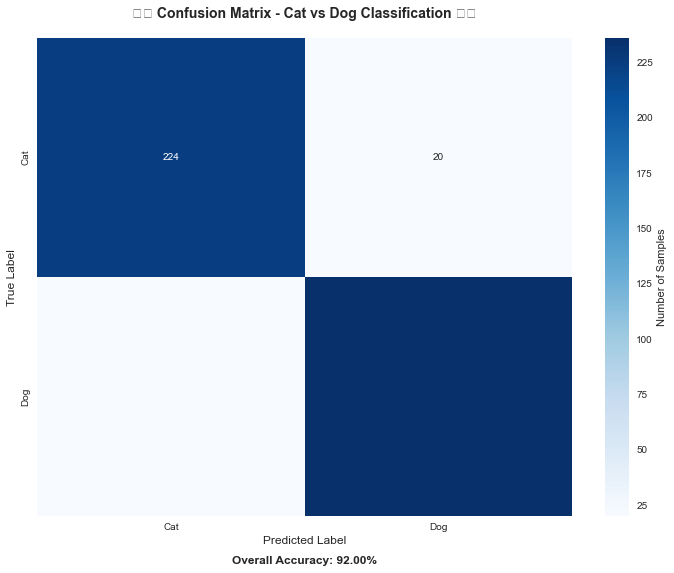 Confusion Matrix - Cat vs Dog Classification
224
20
Cat
Dog
True Label
Cat
Dog
Predicted Label
Overall Accuracy: 92.00%
225
200
175
150
125
100
75
50
25
Number of Samples